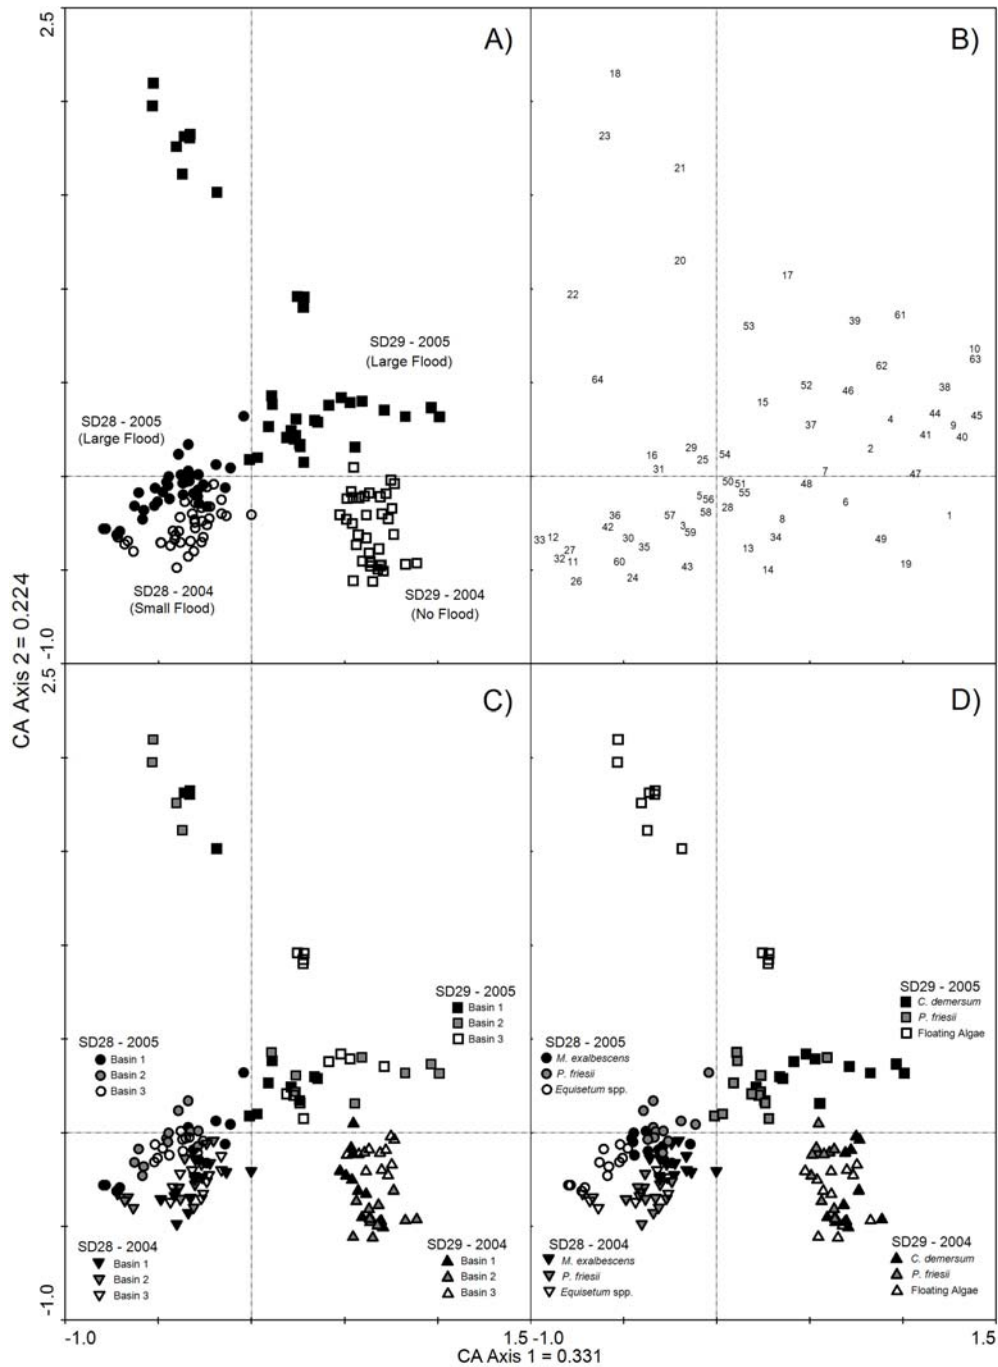 2.5
A)
B)
18
23
21
20
22
17
53
39
61
10
63
62
64
52
46
38
15
37
4
44
45
9
41
40
2
29
16
25
54
31
7
47
48
50
51
55
5
56
6
28
58
1
36
57
8
42
3
59
33
12
30
34
49
27
35
13
32
11
60
43
14
19
26
24
SD29 - 2005
(Large Flood)
SD28 - 2005
(Large Flood)
SD28 - 2004
(Small Flood)
SD29 - 2004
(No Flood)
-1.0
CA Axis 2 = 0.224
2.5
C)
SD29 - 2005
Basin 1
Basin 2
Basin 3
SD28 - 2005
Basin 1
Basin 2
Basin 3
SD28 - 2004
Basin 1
Basin 2
Basin 3
SD29 - 2004
Basin 1
Basin 2
Basin 3
D)
SD29 - 2005
C. demersum
P. friesii
Floating Algae
SD28 - 2005
M. exalbescens
P. friesii
Equisetum spp.
SD28 - 2004
M. exalbescens
P. friesii
Equisetum spp.
SD29 - 2004
C. demersum
P. friesii
Floating Algae
-1.0
-1.0
1.5
-1.0
1.5
CA Axis 1 = 0.331